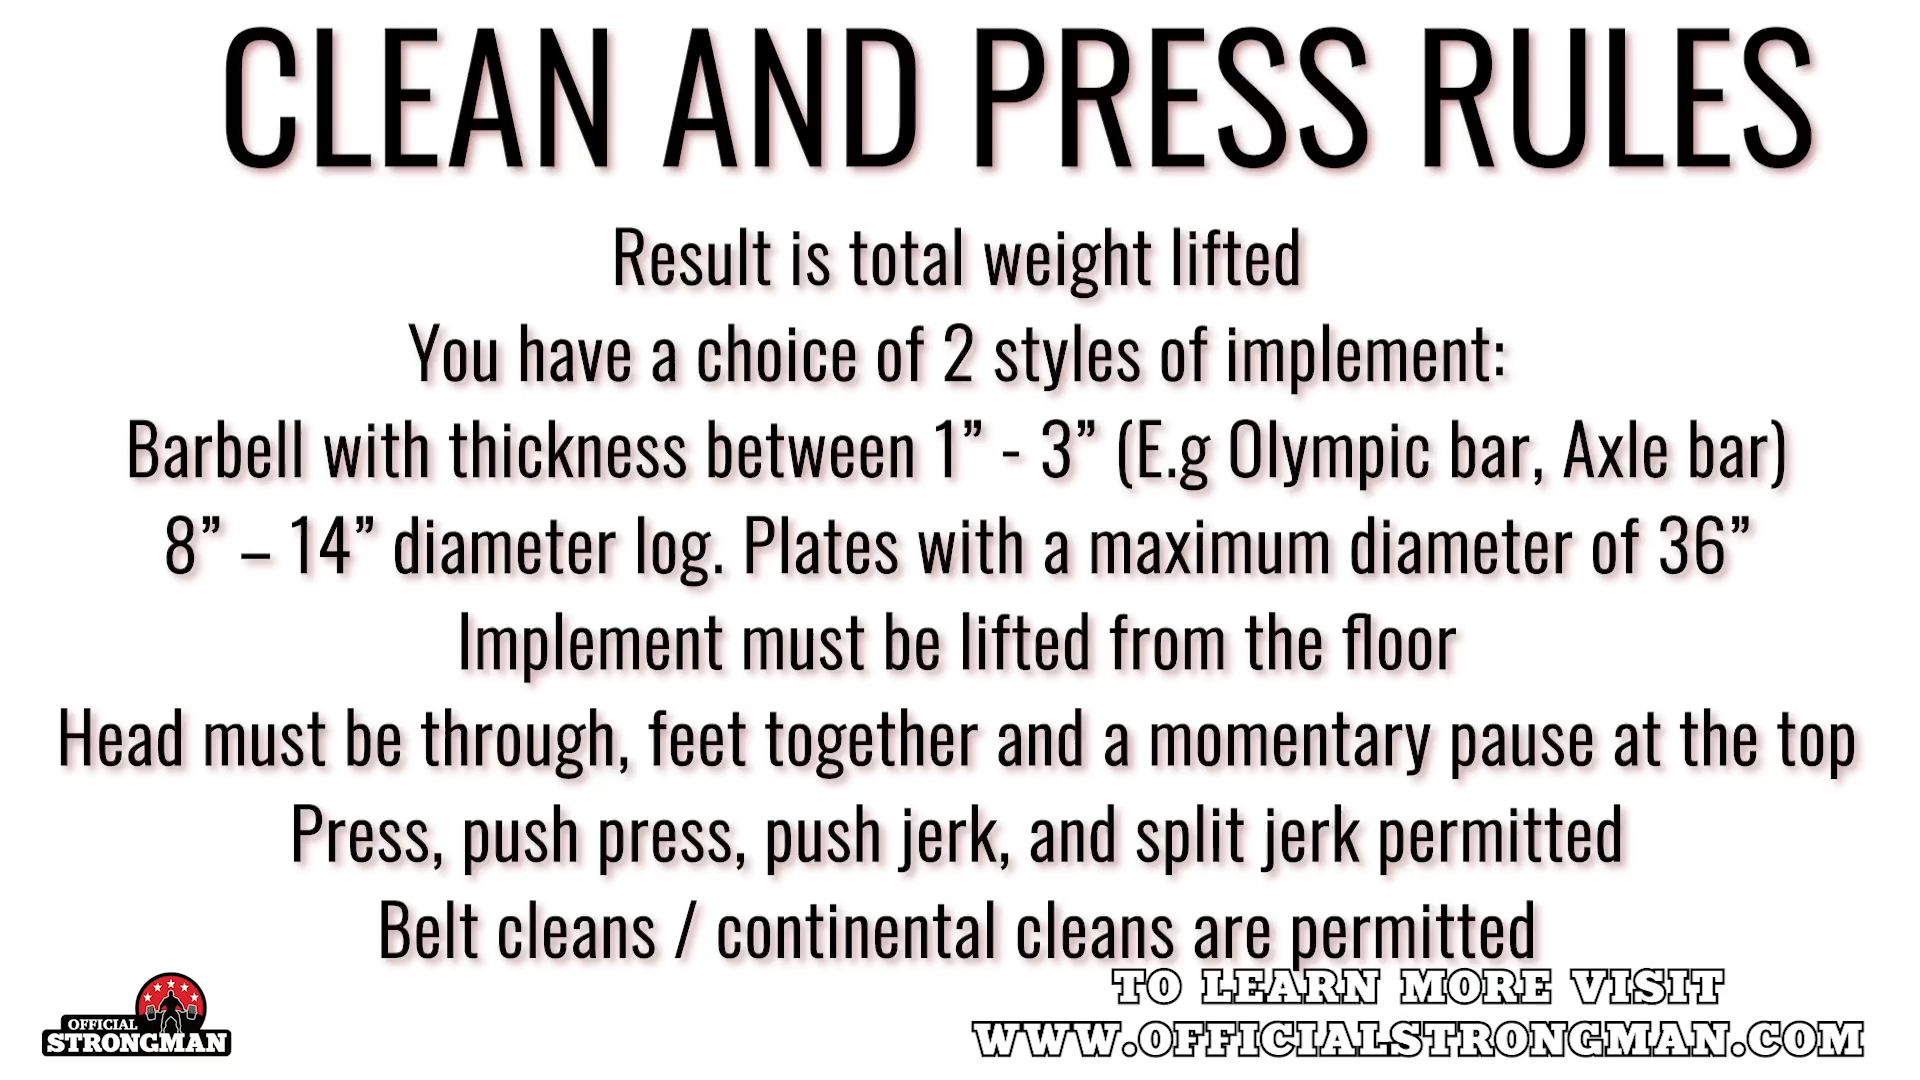 CLEAN AND PRESS RULES
Result is total weight lifted
You have a choice of 2 styles of implement:
Barbell with thickness between 1” - 3” (E.g Olympic bar, Axle bar)
8” – 14” diameter log. Plates with a maximum diameter of 36”
Implement must be lifted from the floor
Head must be through, feet together and a momentary pause at the top
Press, push press, push jerk, and split jerk permitted
Belt cleans / continental cleans are permitted
TO LEARN MORE VISIT
WWW.OFFICIALSTRONGMAN.COM
OFFICIAL
STRONGMAN